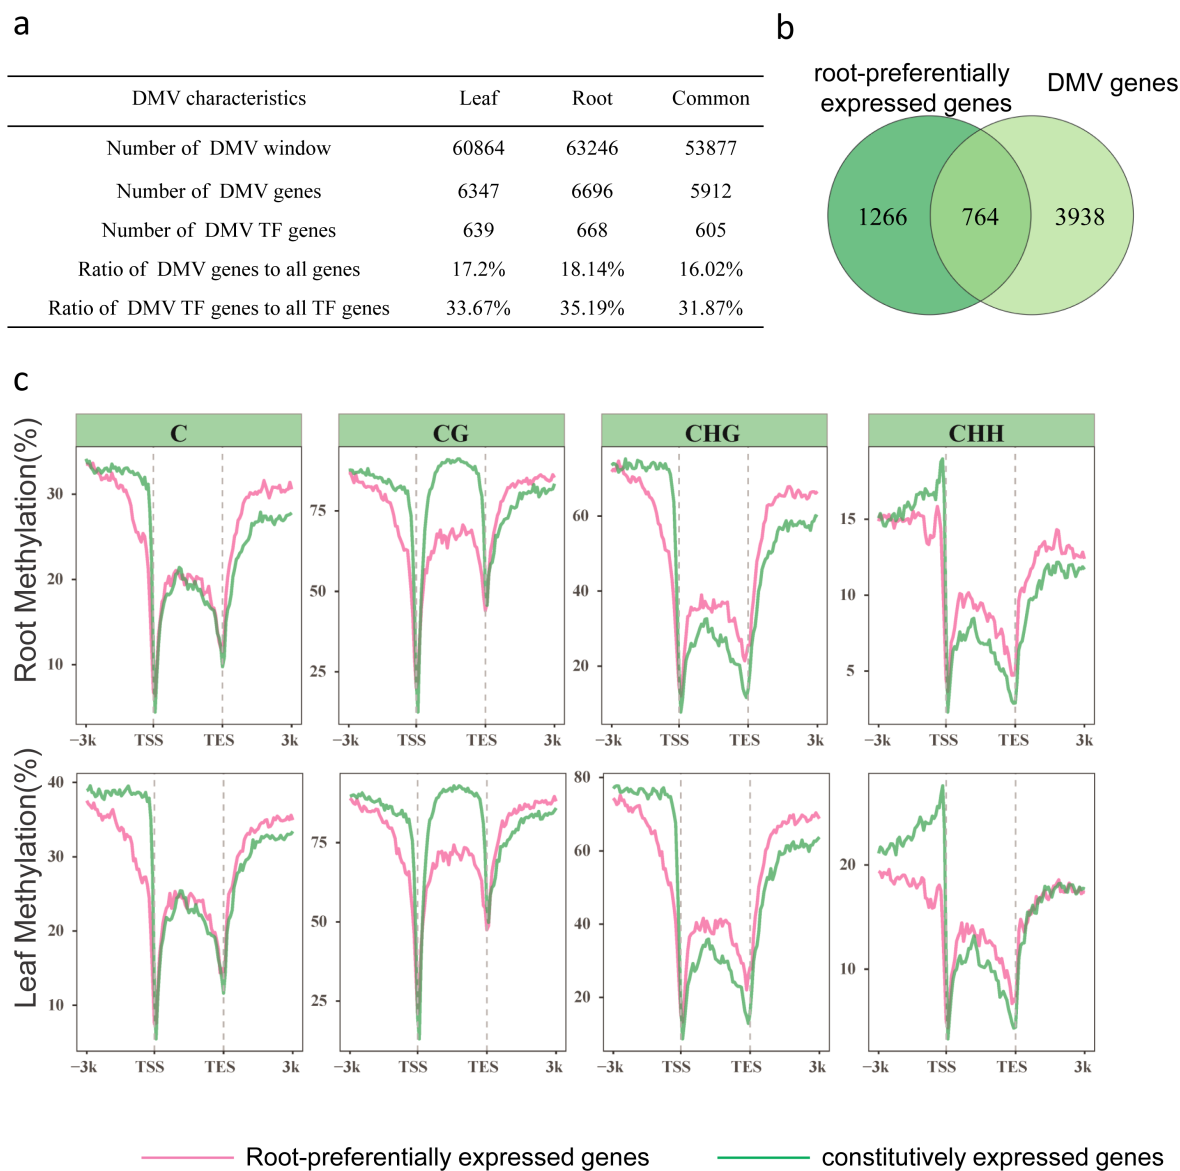 a
DMV characteristics Leaf Root Common
Number of DMV window 60864 63246 53877
Number of DMV genes 6347 6696 5912
Number of DMV TF genes 639 668 605
Ratio of DMV genes to all genes 17.2% 18.14% 16.02%
Ratio of DMV TF genes to all TF genes 33.67% 35.19% 31.87%
b
root-preferentially
expressed genes
DMV genes
1266 764 3938
c
Root Methylation(%)
C
30
20
10
−3k TSS TES 3k
CG
75
50
25
−3k TSS TES 3k
CHG
60
40
20
−3k TSS TES 3k
CHH
15
10
5
−3k TSS TES 3k
Leaf Methylation(%)
40
30
20
10
−3k TSS TES 3k
75
50
25
−3k TSS TES 3k
80
60
40
20
−3k TSS TES 3k
20
10
−3k TSS TES 3k
Root-preferentially expressed genes
constitutively expressed genes